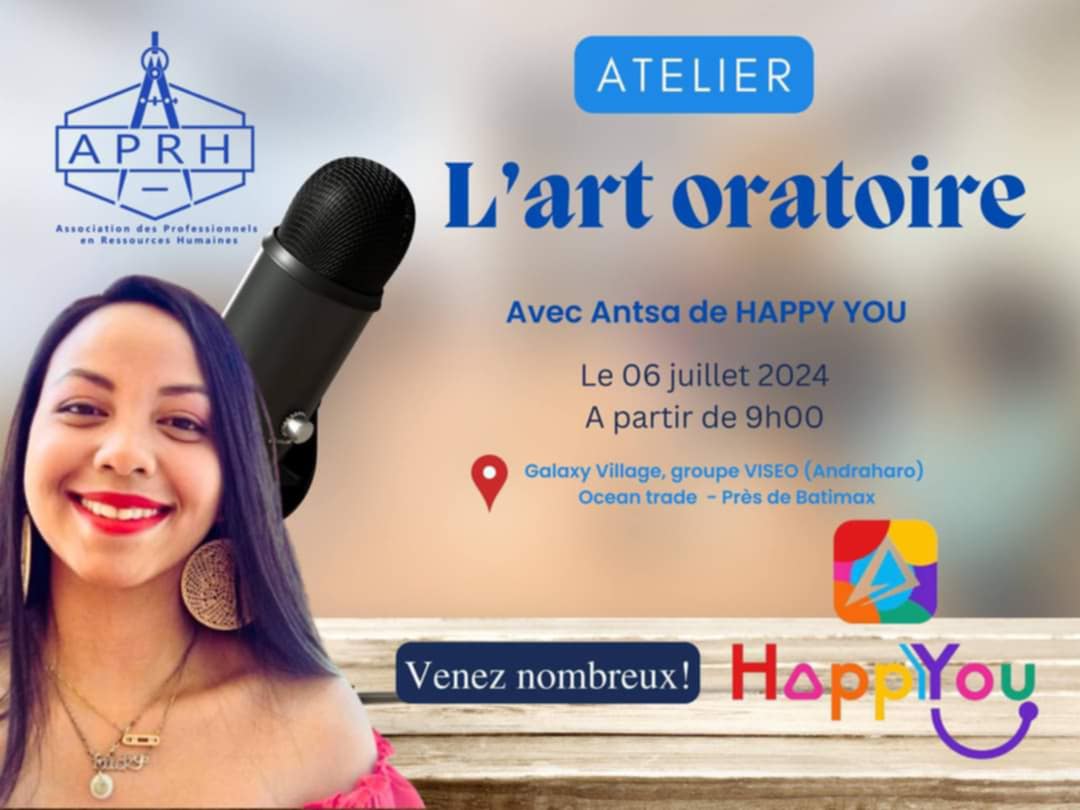 APRH
Association des Professionnels
en Ressources Humaines
ATELIER
L'art oratoire
Avec Antsa de HAPPY YOU
Le 06 juillet 2024
A partir de 9h00
Galaxy Village, groupe VISEO (Andraharo)
Ocean trade - Près de Batimax
Venez nombreux!
HappYYou